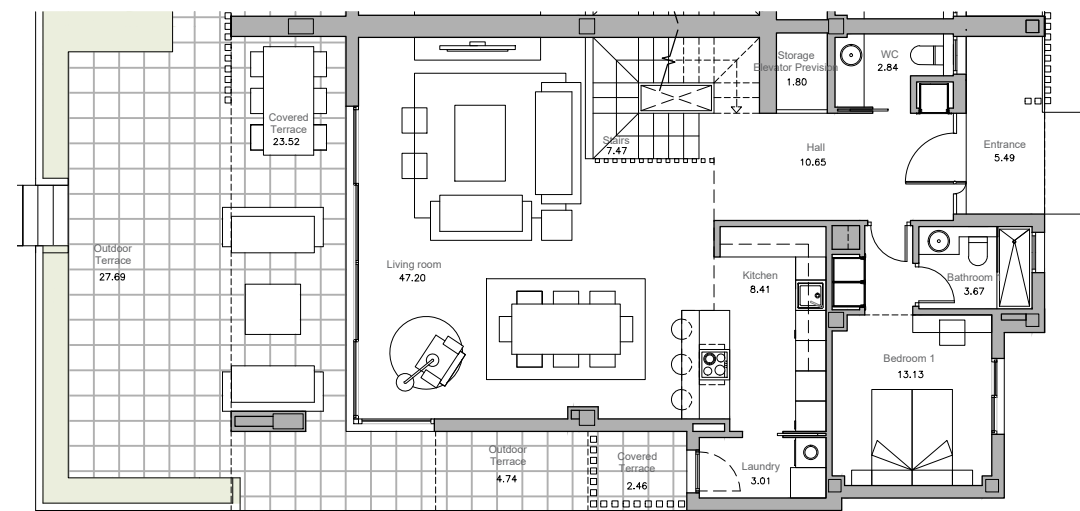 Storage
Elevator Prevision
1.80
WC
2.84
Covered
Terrace
23.52
Stairs
7.47
Hall
10.65
Entrance
5.49
Outdoor
Terrace
27.69
Living room
47.20
Kitchen
8.41
Bathroom
3.67
Bedroom 1
13.13
Outdoor
Terrace
4.74
Covered
Terrace
2.46
Laundry
3.01